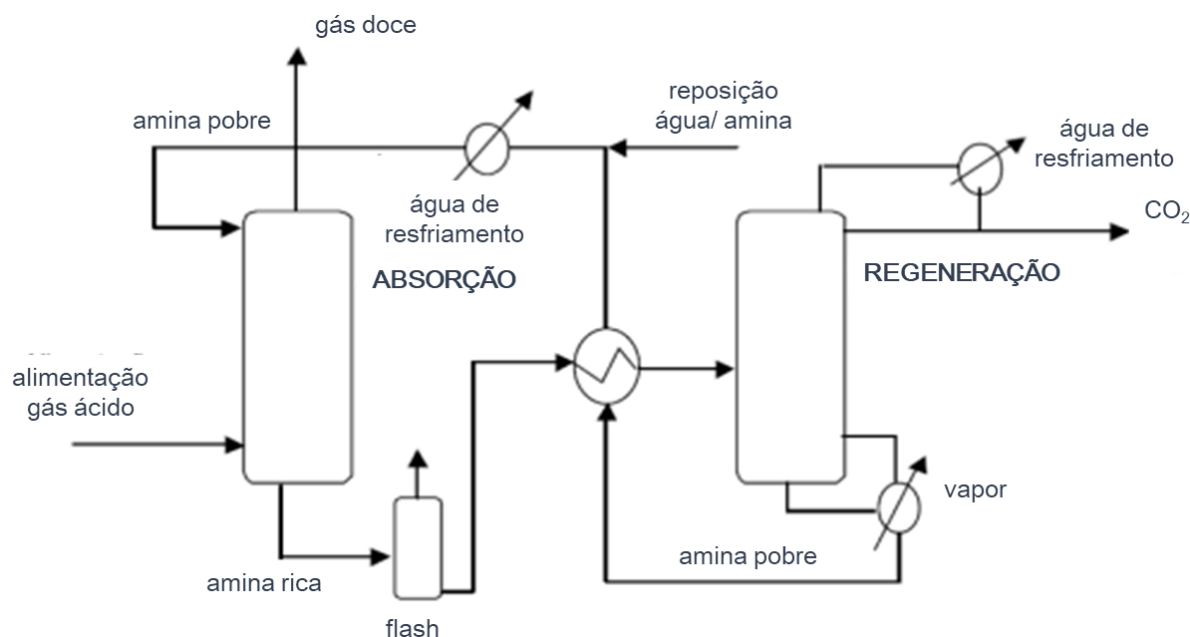 gás doce
amina pobre
reposição
água/ amina
água de
resfriamento
CO₂
água de
resfriamento
ABSORÇÃO
REGENERAÇÃO
alimentação
gás ácido
vapor
amina pobre
amina rica
flash